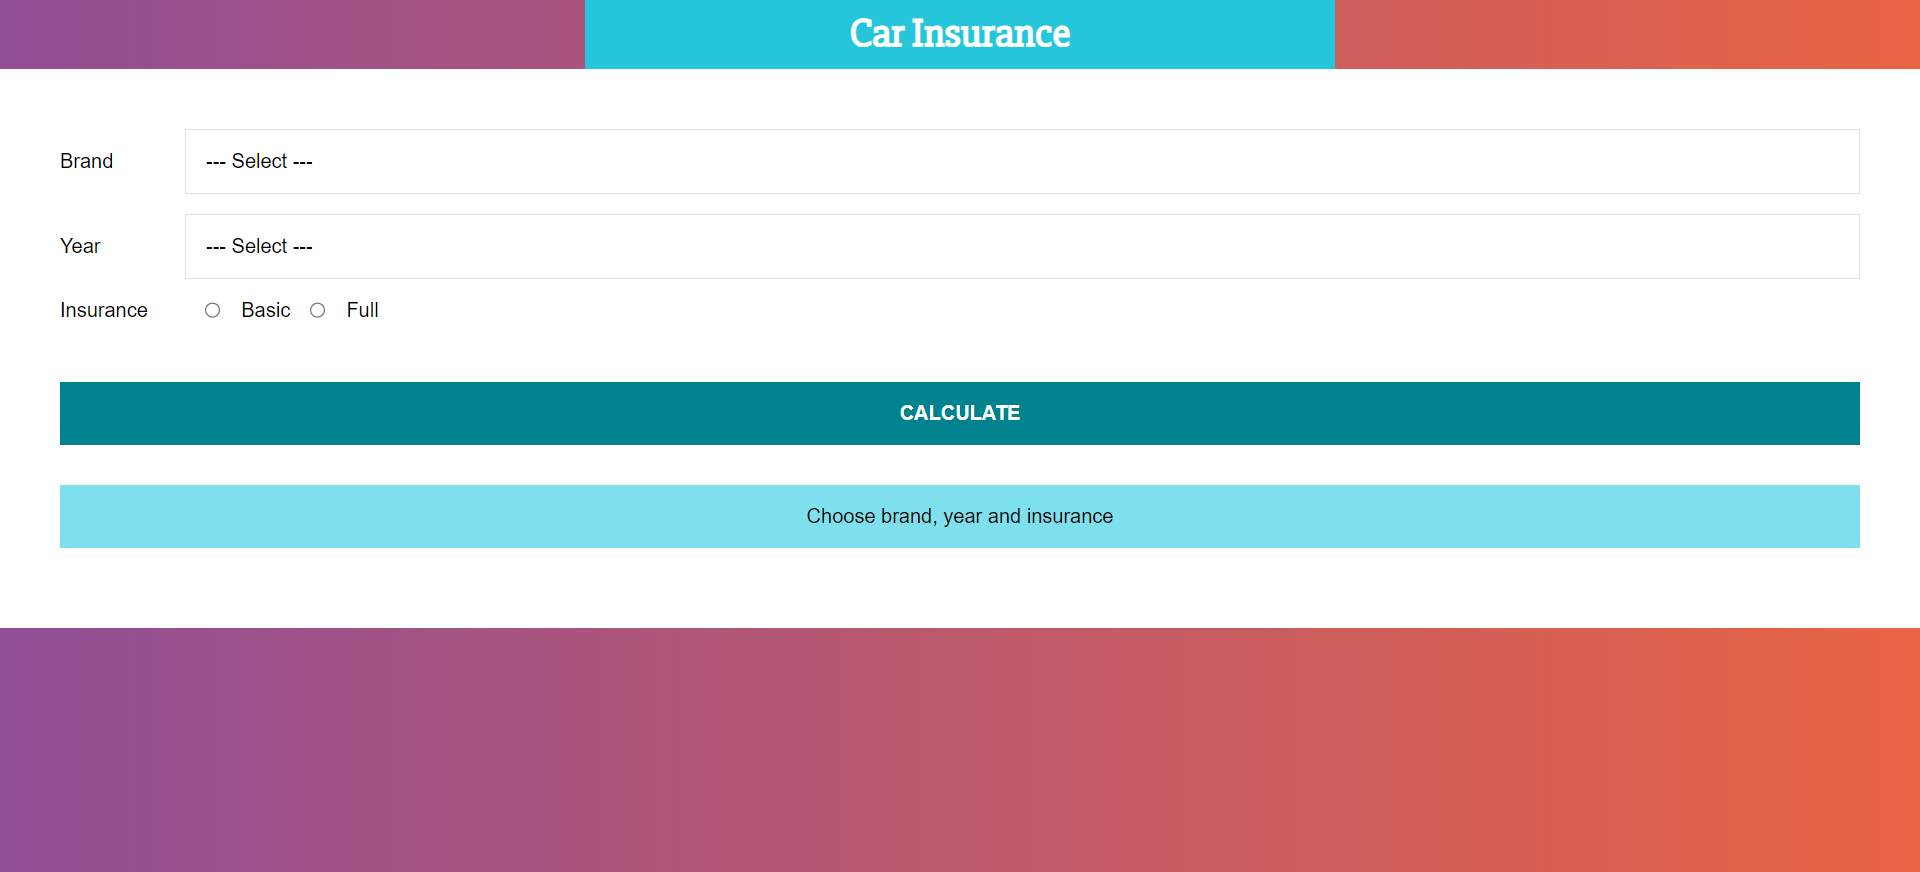 Car Insurance
Brand --- Select ---
Year --- Select ---
Insurance Basic Full
CALCULATE
Choose brand, year and insurance